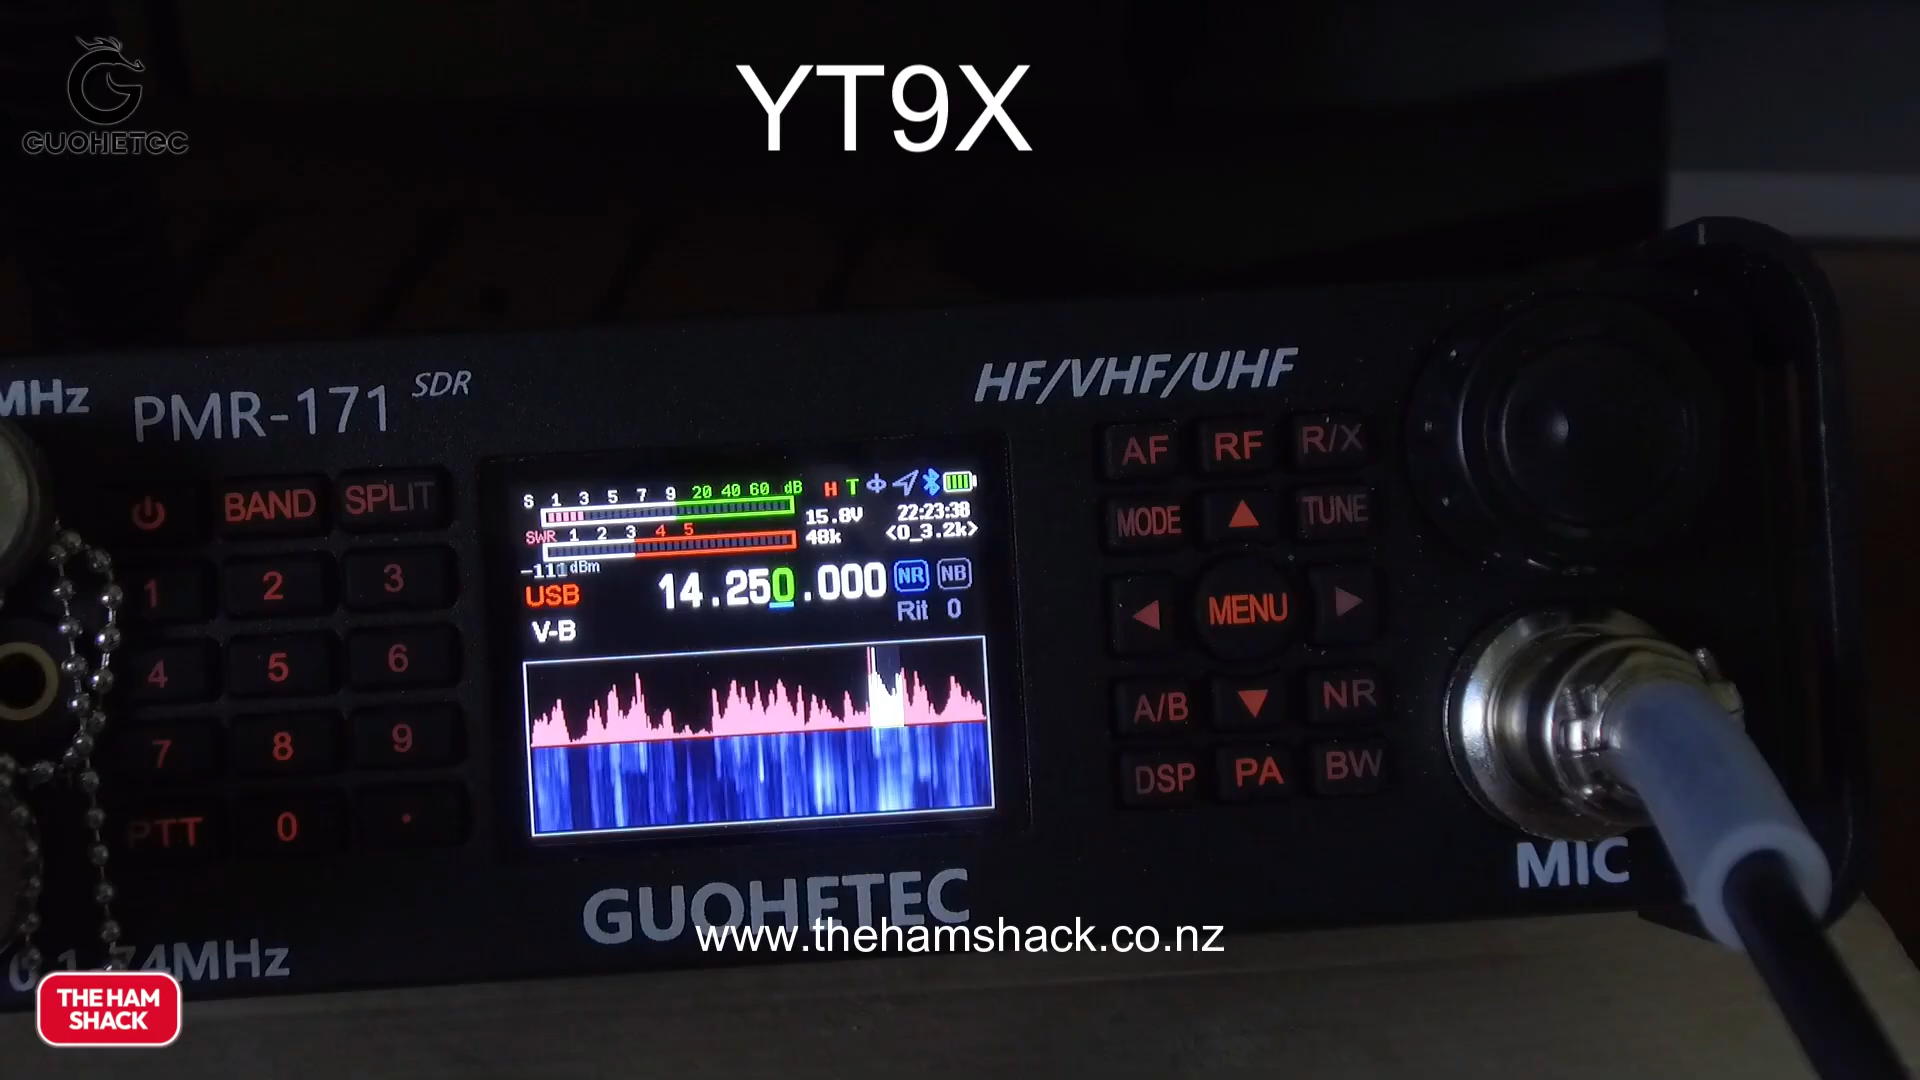 GUOHETEC
YT9X
MHz
PMR-171 SDR
HF/VHF/UHF
BAND SPLIT
1 2 3
4 5 6
7 8 9
PTT 0 .
S 1 3 5 7 9 20 40 60 dB H T
15.8V 22:23:38
SWR 1 2 3 4 5 48k <0_3.2k>
-111dBm
USB 14.250.000 NR NB
V-B Rit 0
AF RF R/X
MODE TUNE
MENU
A/B NR
DSP PA BW
MIC
GUOHETEC
www.thehamshack.co.nz
74MHz
THE HAM
SHACK